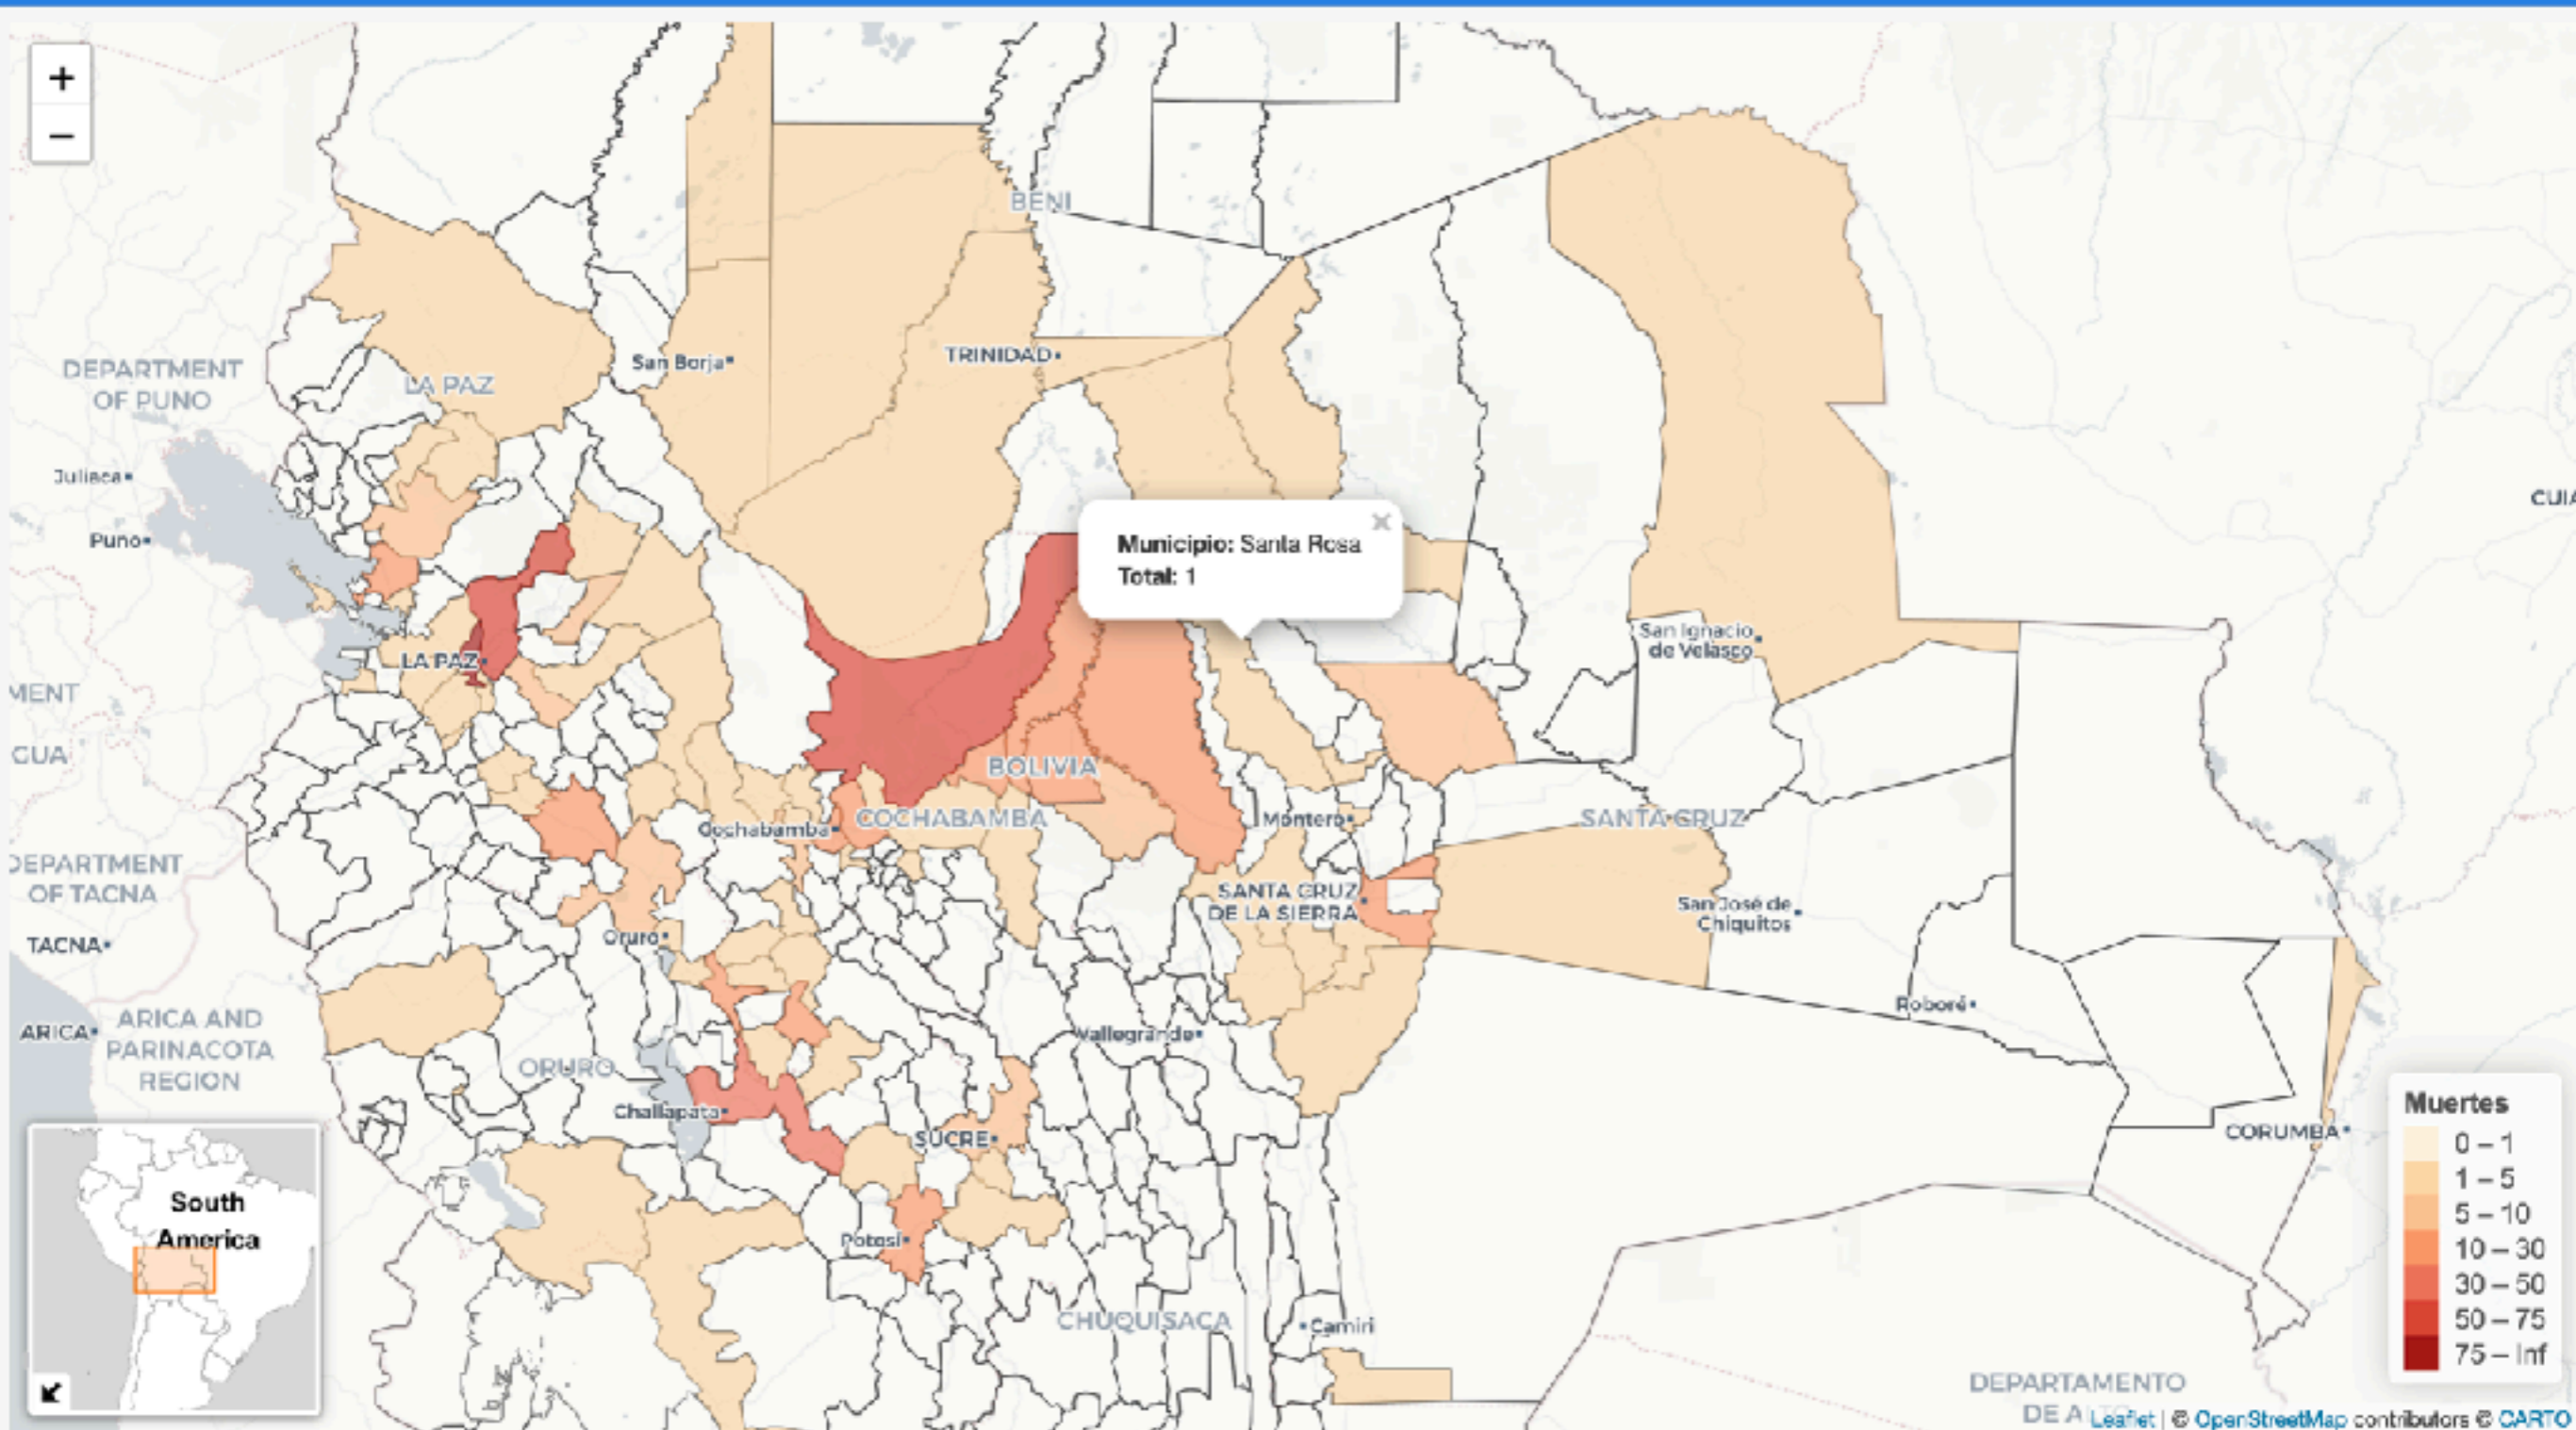 +
−
BENI
San Borja
TRINIDAD
DEPARTMENT
OF PUNO
LA PAZ
Juliaca
Puno
CUIA
Municipio: Santa Rosa ×
Total: 1
San Ignacio
de Velasco
LA PAZ
MENT
GUA
BOLIVIA
Cochabamba
COCHABAMBA
Montero
SANTA CRUZ
DEPARTMENT
OF TACNA
SANTA CRUZ
DE LA SIERRA
San José de
Chiquitos
Oruro
TACNA
Roboré
ARICA
ARICA AND
PARINACOTA
REGION
Vallegrande
ORURO
Challapata
SUCRE
CORUMBA
Potosí
CHUQUISACA
Camiri
South
America
Muertes
0 – 1
1 – 5
5 – 10
10 – 30
30 – 50
50 – 75
75 – Inf
DEPARTAMENTO
DE AL
Leaflet | © OpenStreetMap contributors © CARTO